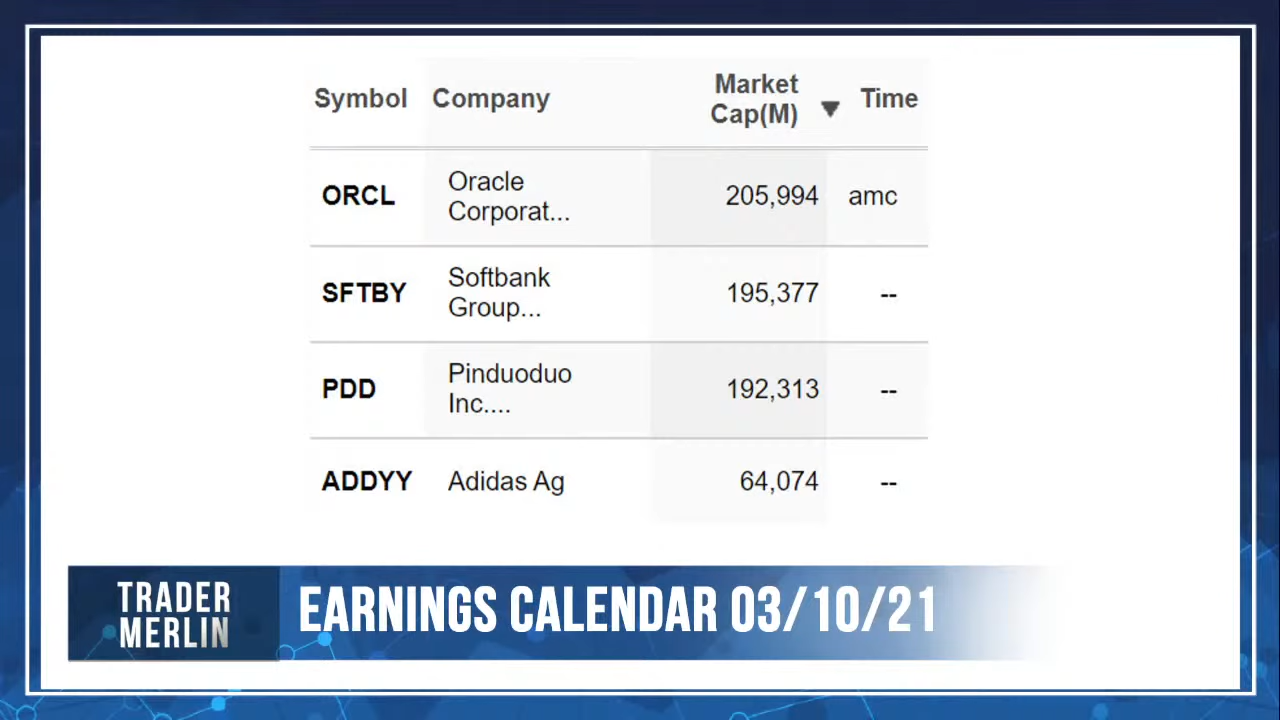 Symbol Company Market Cap(M) ▼ Time
ORCL Oracle Corporat... 205,994 amc
SFTBY Softbank Group... 195,377 --
PDD Pinduoduo Inc.... 192,313 --
ADDYY Adidas Ag 64,074 --
TRADER MERLIN
EARNINGS CALENDAR 03/10/21